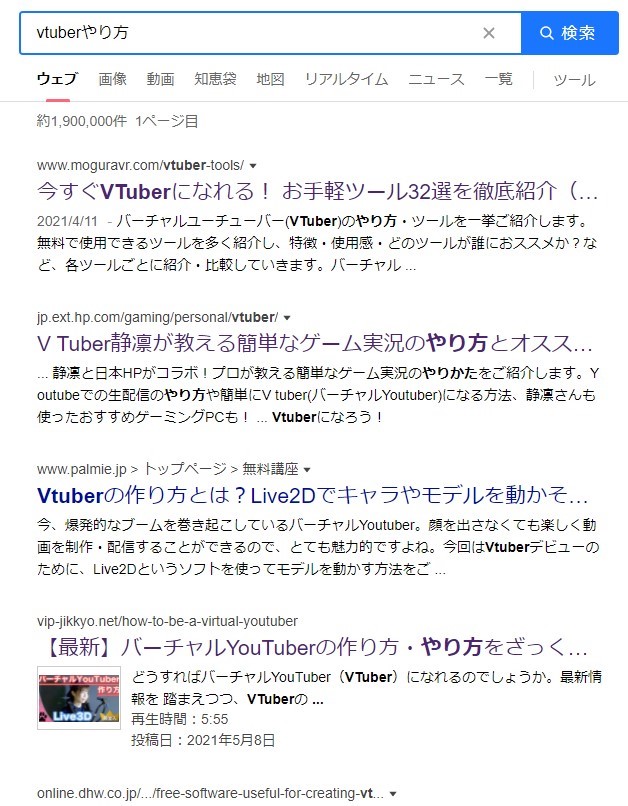 vtuberやり方
検索
ウェブ 画像 動画 知恵袋 地図 リアルタイム ニュース 一覧 ツール
約1,900,000件 1ページ目
www.moguravr.com/vtuber-tools/
今すぐVTuberになれる！ お手軽ツール32選を徹底紹介（…
2021/4/11 - バーチャルユーチューバー(VTuber)のやり方・ツールを一挙ご紹介します。
無料で使用できるツールを多く紹介し、特徴・使用感・どのツールが誰におススメか？な
ど、各ツールごとに紹介・比較していきます。バーチャル ...
jp.ext.hp.com/gaming/personal/vtuber/
V Tuber静凛が教える簡単なゲーム実況のやり方とオスス…
... 静凛と日本HPがコラボ！プロが教える簡単なゲーム実況のやりかたをご紹介します。Y
outubeでの生配信のやり方や簡単にV tuber(バーチャルYoutuber)になる方法、静凛さんも
使ったおすすめゲーミングPCも！ ... Vtuberになろう！
www.palmie.jp > トップページ > 無料講座
Vtuberの作り方とは？Live2Dでキャラやモデルを動かそ…
今、爆発的なブームを巻き起こしているバーチャルYoutuber。顔を出さなくても楽しく動
画を制作・配信することができるので、とても魅力的ですよね。今回はVtuberデビューの
ために、Live2Dというソフトを使ってモデルを動かす方法をご ...
vip-jikkyo.net/how-to-be-a-virtual-youtuber
【最新】バーチャルYouTuberの作り方・やり方をざっく…
バーチャルYouTuber
作り方
Live3D
どうすればバーチャルYouTuber（VTuber）になれるのでしょうか。最新情
報を 踏まえつつ、VTuberの ...
再生時間：5:55
投稿日：2021年5月8日
online.dhw.co.jp/.../free-software-useful-for-creating-vt...